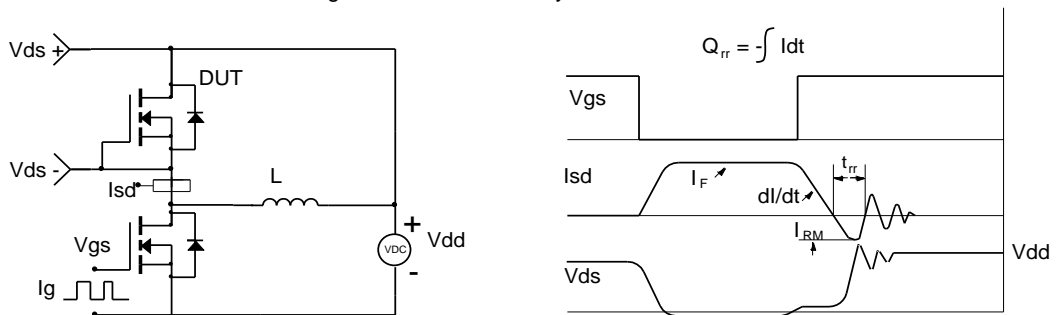 Vds +
DUT
Vds -
Isd
L
Vgs
Ig
+
VDC
-
Vdd
Qrr = -∫ Idt
Vgs
Isd
IF
dI/dt
trr
IRM
Vds
Vdd